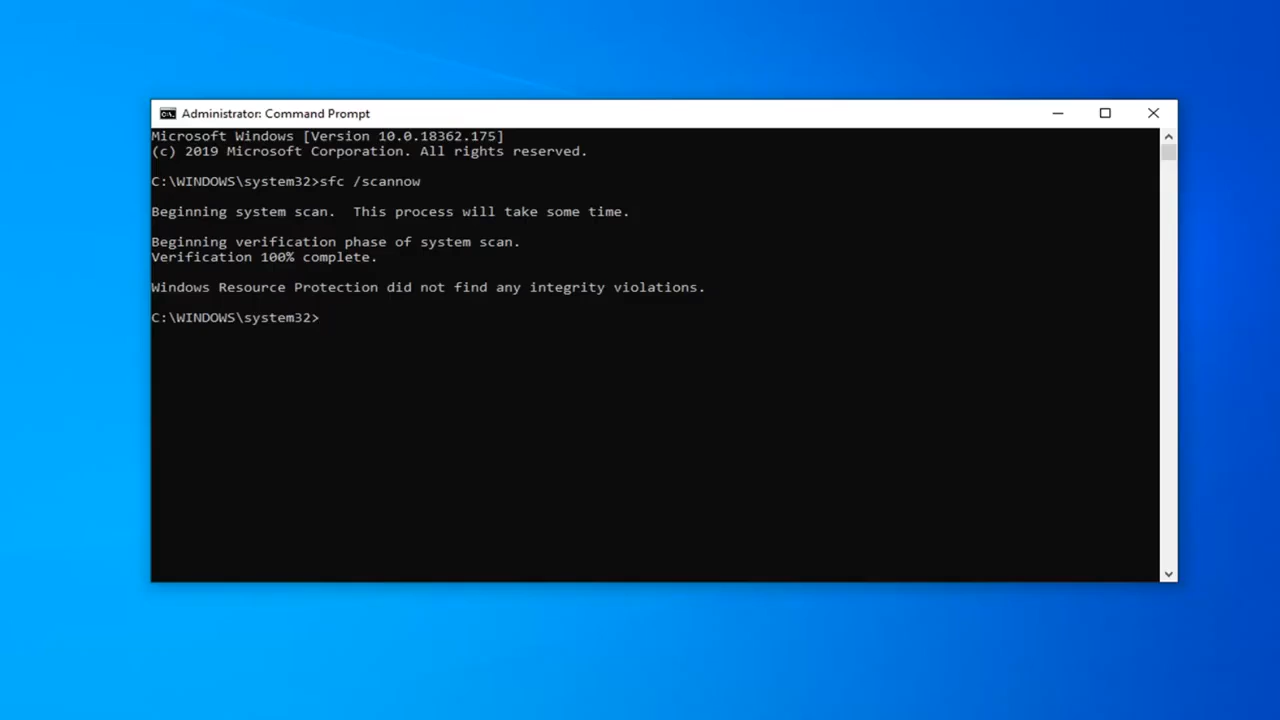 Administrator: Command Prompt
Microsoft Windows [Version 10.0.18362.175]
(c) 2019 Microsoft Corporation. All rights reserved.
C:\WINDOWS\system32>sfc /scannow
Beginning system scan.  This process will take some time.
Beginning verification phase of system scan.
Verification 100% complete.
Windows Resource Protection did not find any integrity violations.
C:\WINDOWS\system32>